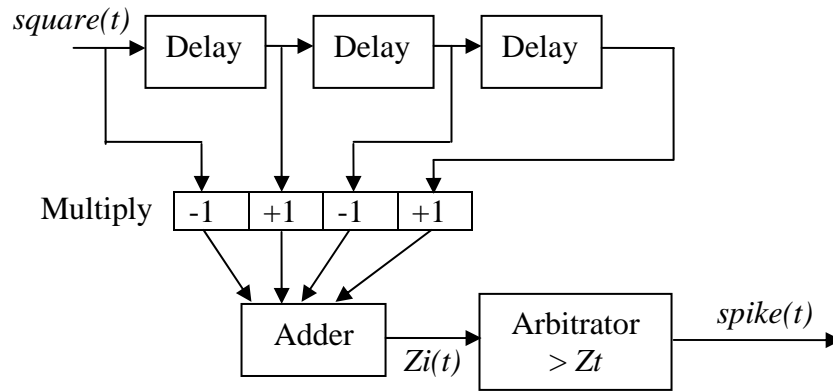 square(t)
Delay
Delay
Delay
Multiply
-1
+1
-1
+1
Adder
Zi(t)
Arbitrator
> Zt
spike(t)